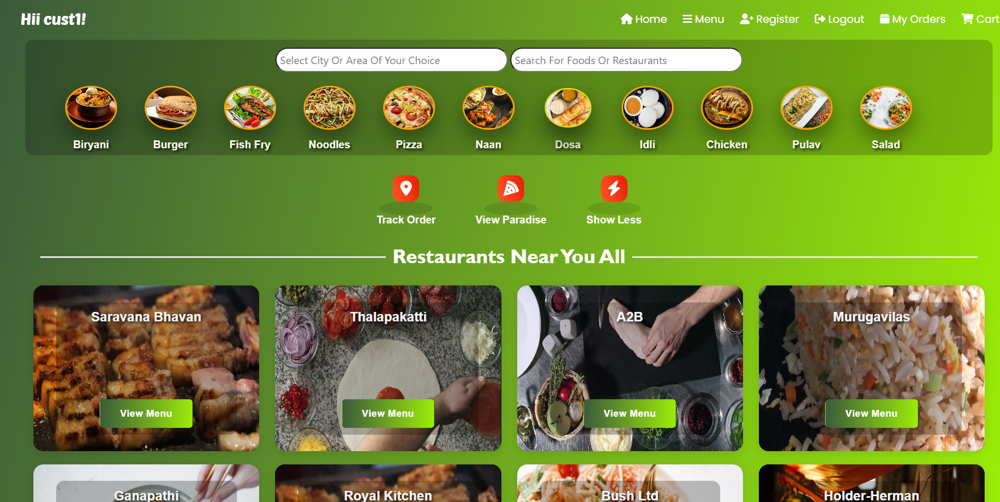 Hii cust1!
Home Menu Register Logout My Orders Cart
Select City Or Area Of Your Choice Search For Foods Or Restaurants
Biryani Burger Fish Fry Noodles Pizza Naan Dosa Idli Chicken Pulav Salad
Track Order View Paradise Show Less
Restaurants Near You All
Saravana Bhavan Thalapakatti A2B Murugavilas
View Menu View Menu View Menu View Menu
Ganapathi Royal Kitchen Bush Ltd Holder-Herman